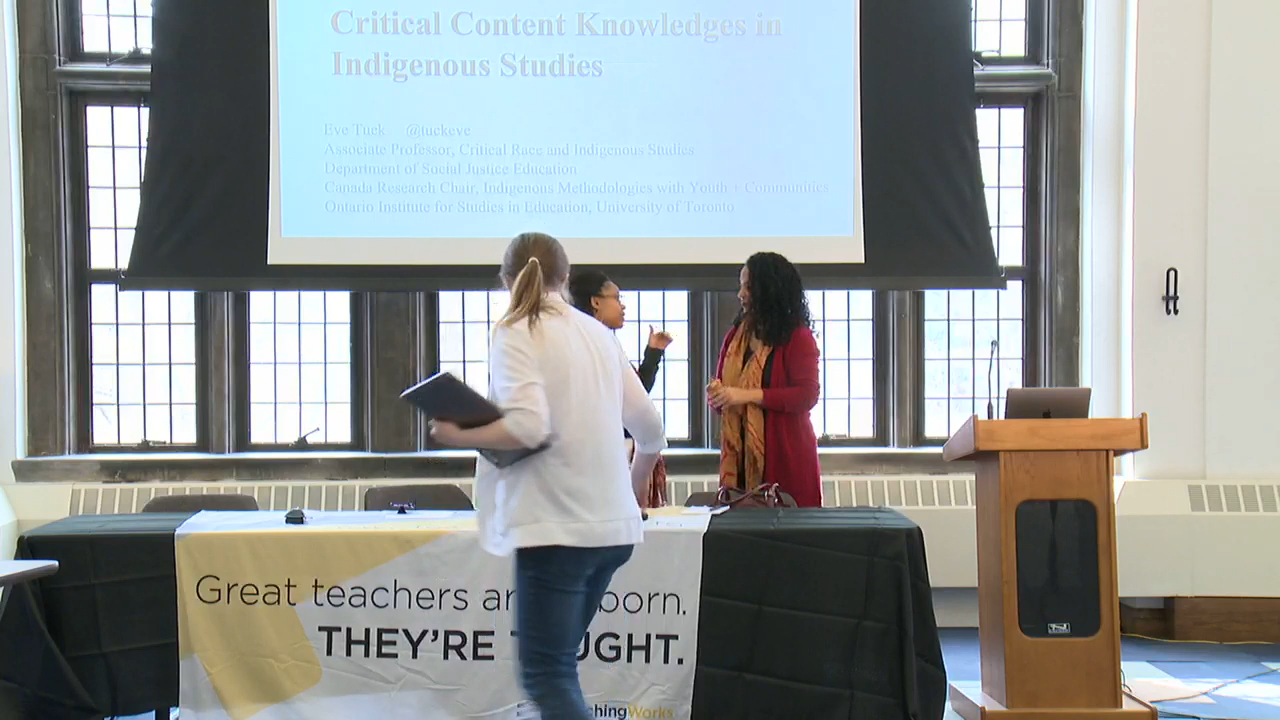 Critical Content Knowledges in
Indigenous Studies
Eve Tuck @tuckeve
Associate Professor, Critical Race and Indigenous Studies
Department of Social Justice Education
Canada Research Chair, Indigenous Methodologies with Youth + Communities
Ontario Institute for Studies in Education, University of Toronto
Great teachers ar born.
THEY'RE T UGHT.
chingWorks